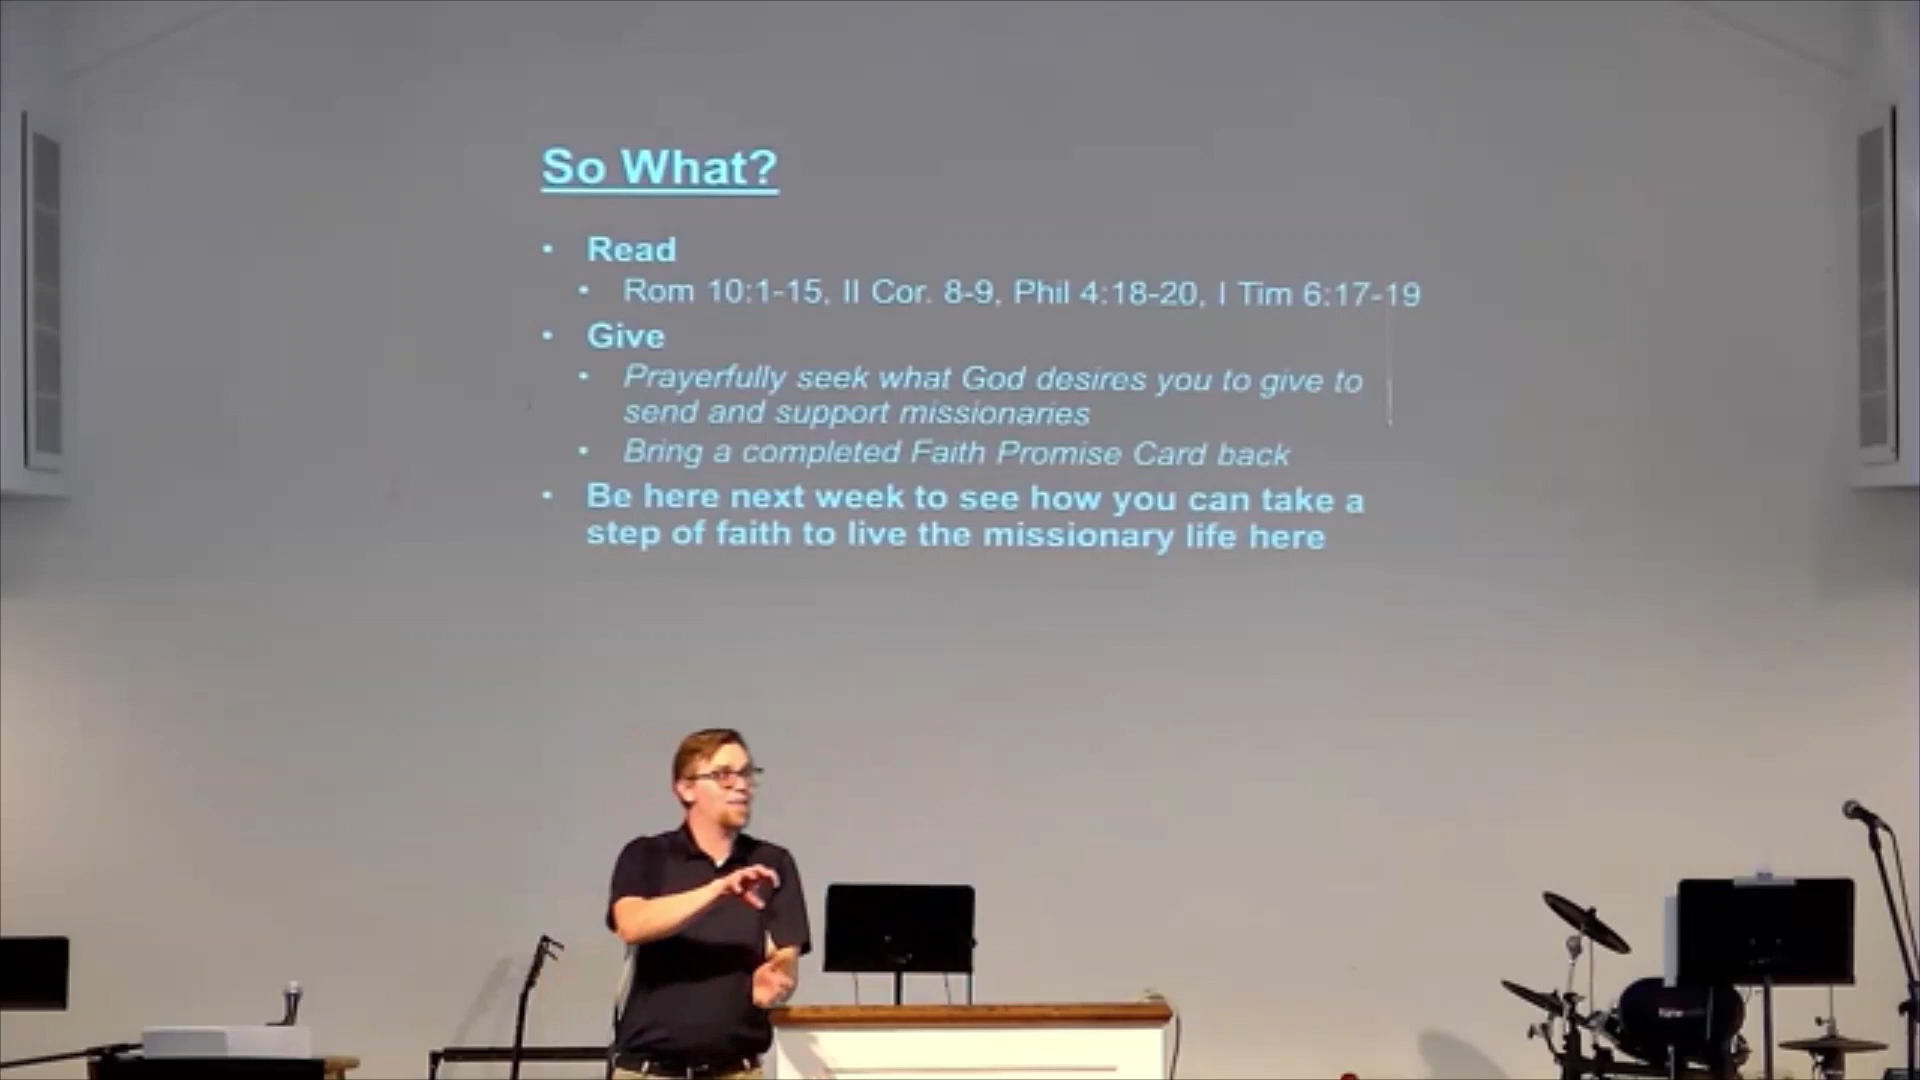 So What?
• Read
• Rom 10:1-15, II Cor. 8-9, Phil 4:18-20, I Tim 6:17-19
• Give
• Prayerfully seek what God desires you to give to
send and support missionaries
• Bring a completed Faith Promise Card back
• Be here next week to see how you can take a
step of faith to live the missionary life here